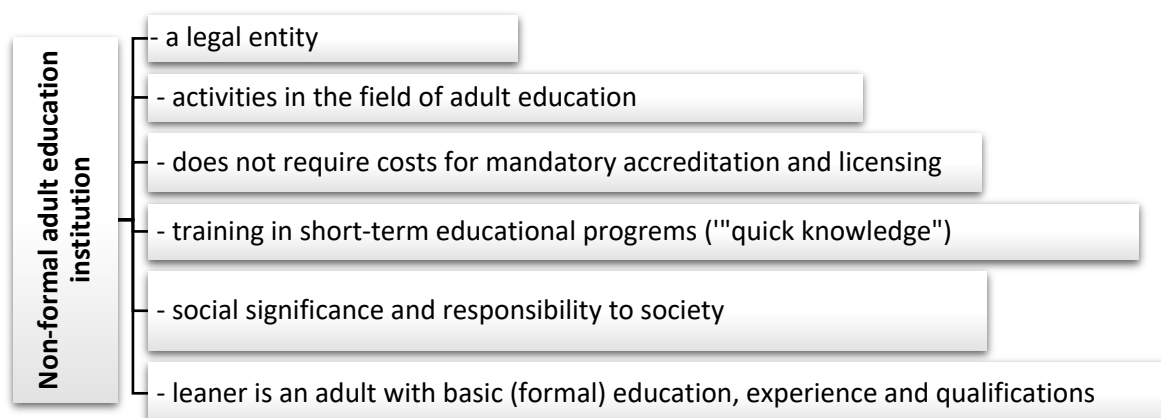 Non-formal adult education
institution
- a legal entity
- activities in the field of adult education
- does not require costs for mandatory accreditation and licensing
- training in short-term educational progrems ('"quick knowledge")
- social significance and responsibility to society
- leaner is an adult with basic (formal) education, experience and qualifications